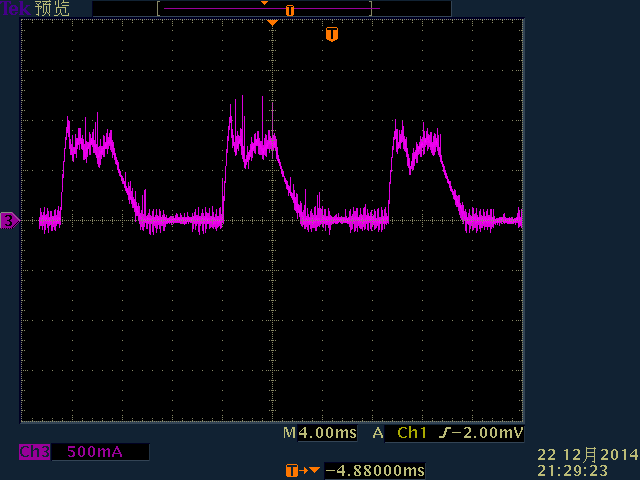 Tek 预览
T
T
3
M 4.00ms A Ch1 ∫ -2.00mV
Ch3 500mA
22 12月 2014
T→▼ -4.88000ms
21:29:23